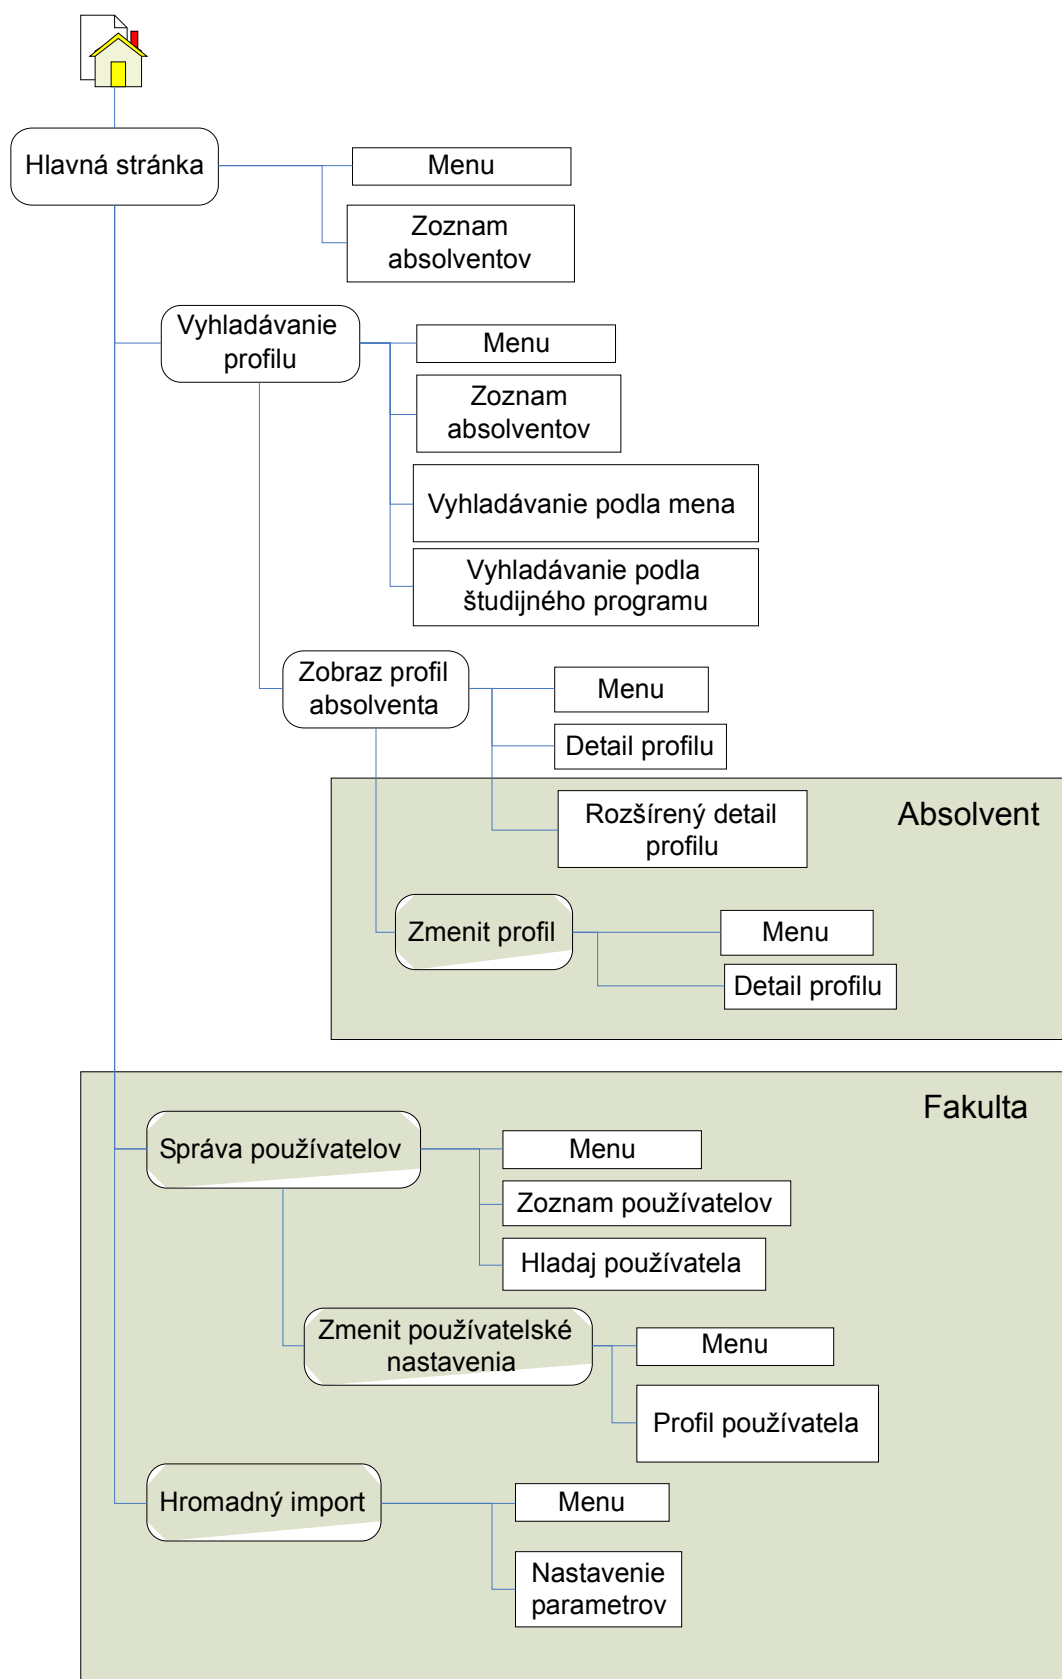 Hlavná stránka
Menu
Zoznam
absolventov
Vyhladávanie
profilu
Menu
Zoznam
absolventov
Vyhladávanie podla mena
Vyhladávanie podla
študijného programu
Zobraz profil
absolventa
Menu
Detail profilu
Absolvent
Rozšírený detail
profilu
Zmenit profil
Menu
Detail profilu
Fakulta
Správa používatelov
Menu
Zoznam používatelov
Hladaj používatela
Zmenit používatelské
nastavenia
Menu
Profil používatela
Hromadný import
Menu
Nastavenie
parametrov